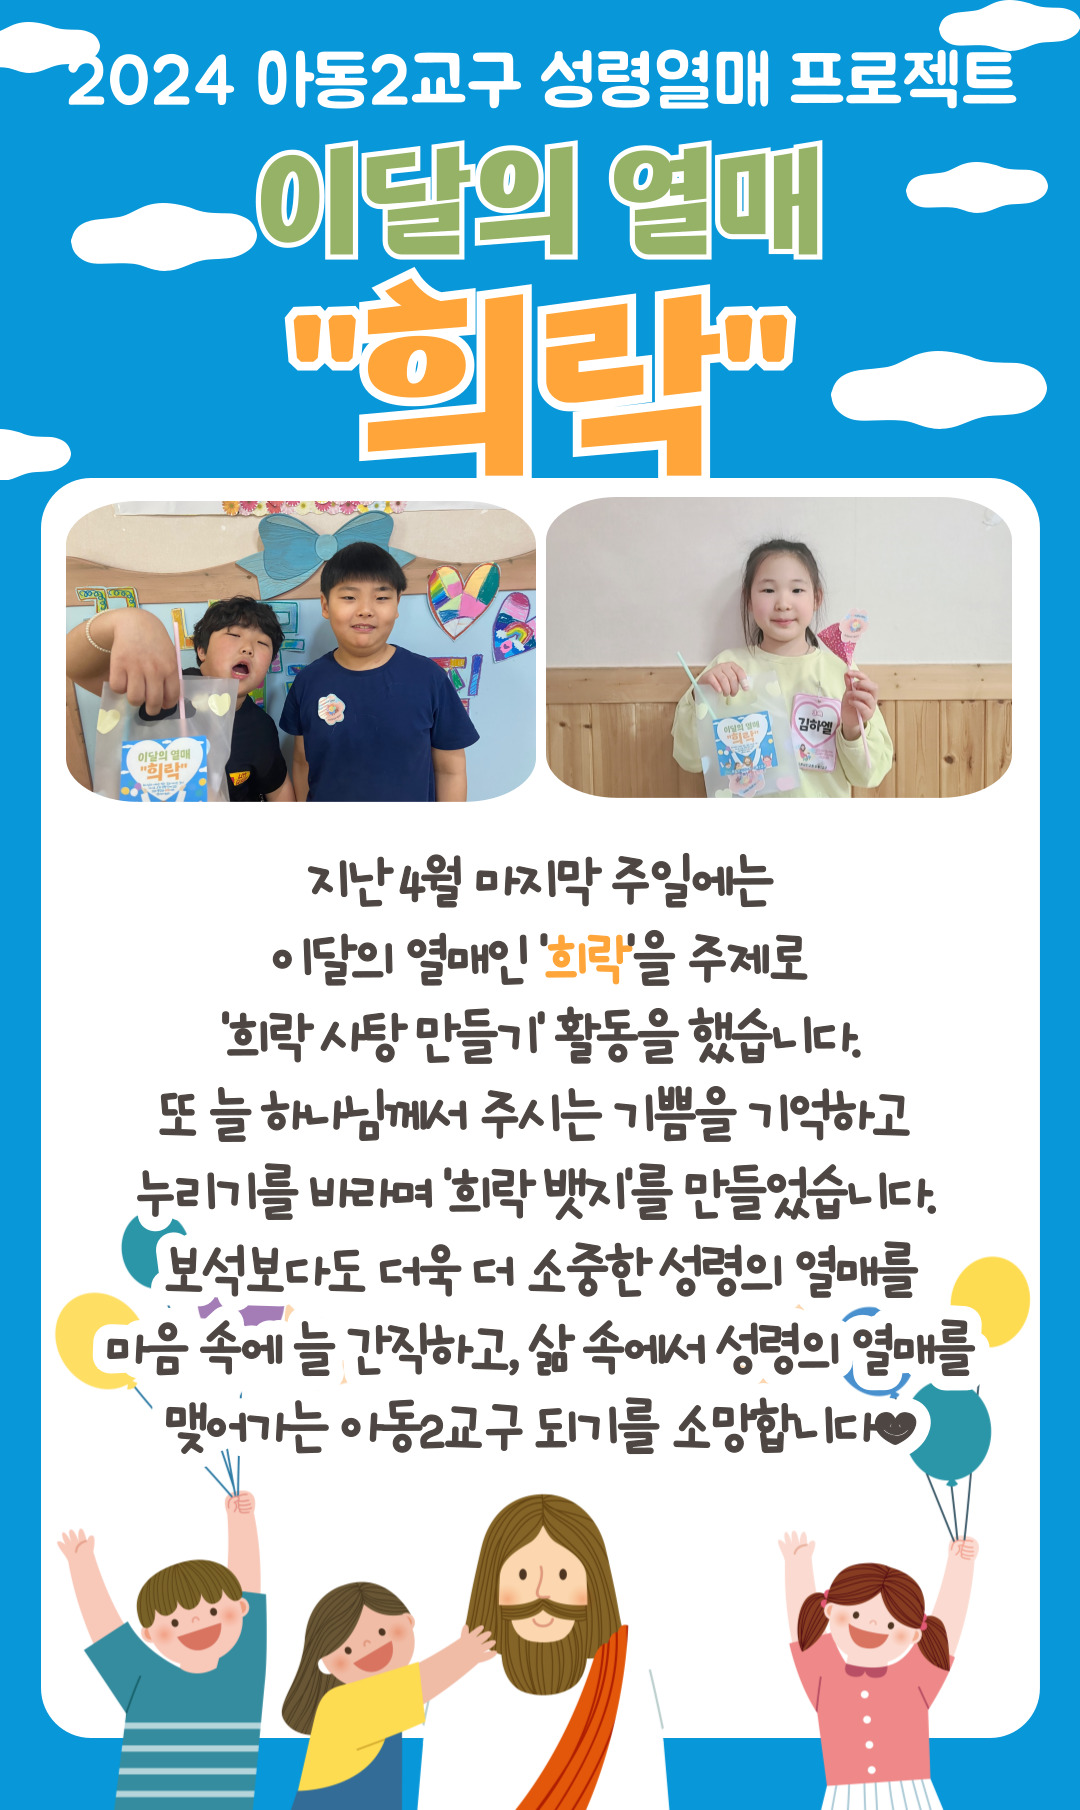 2024 아동2교구 성령열매 프로젝트
이달의 열매
"희락"
이달의 열매
"희락"
이달의 열매
"희락"
김하엘
지난 4월 마지막 주일에는
이달의 열매인 '희락'을 주제로
'희락 사탕 만들기' 활동을 했습니다.
또 늘 하나님께서 주시는 기쁨을 기억하고
누리기를 바라며 '희락 뱃지'를 만들었습니다.
보석보다도 더욱 더 소중한 성령의 열매를
마음 속에 늘 간직하고, 삶 속에서 성령의 열매를
맺어가는 아동2교구 되기를 소망합니다♥